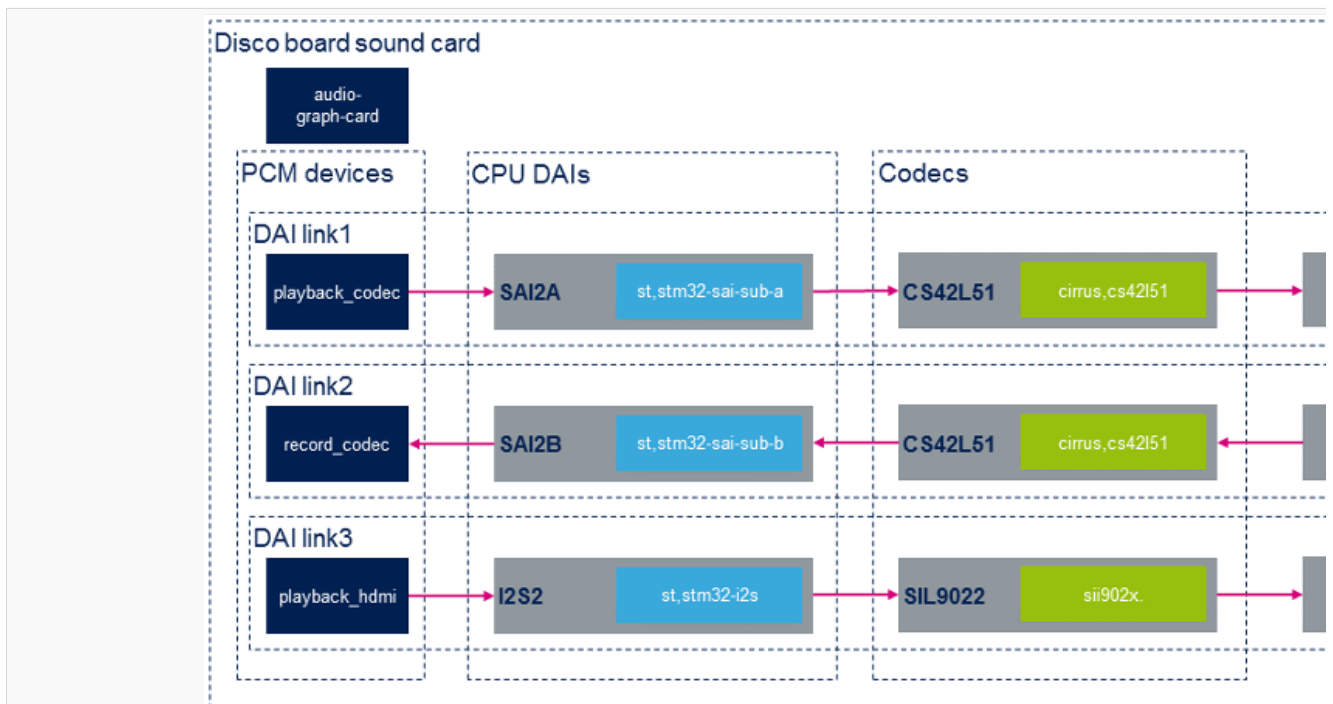 Disco board sound card
audio-
graph-card
PCM devices
CPU DAIs
Codecs
DAI link1
playback_codec
SAI2A
st,stm32-sai-sub-a
CS42L51
cirrus,cs42l51
DAI link2
record_codec
SAI2B
st,stm32-sai-sub-b
CS42L51
cirrus,cs42l51
DAI link3
playback_hdmi
I2S2
st,stm32-i2s
SIL9022
sii902x.